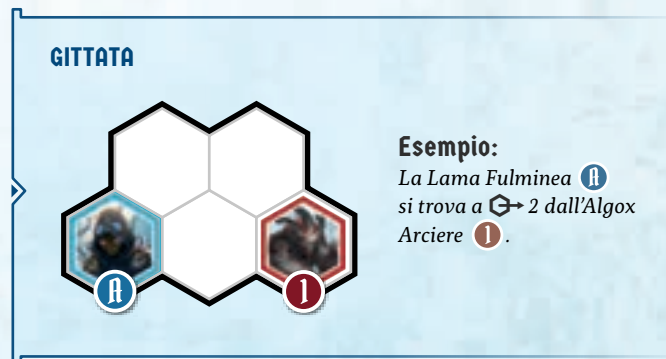 GITTATA
A
1
Esempio:
La Lama Fulminea A
si trova a 2 dall'Algox
Arciere 1 .